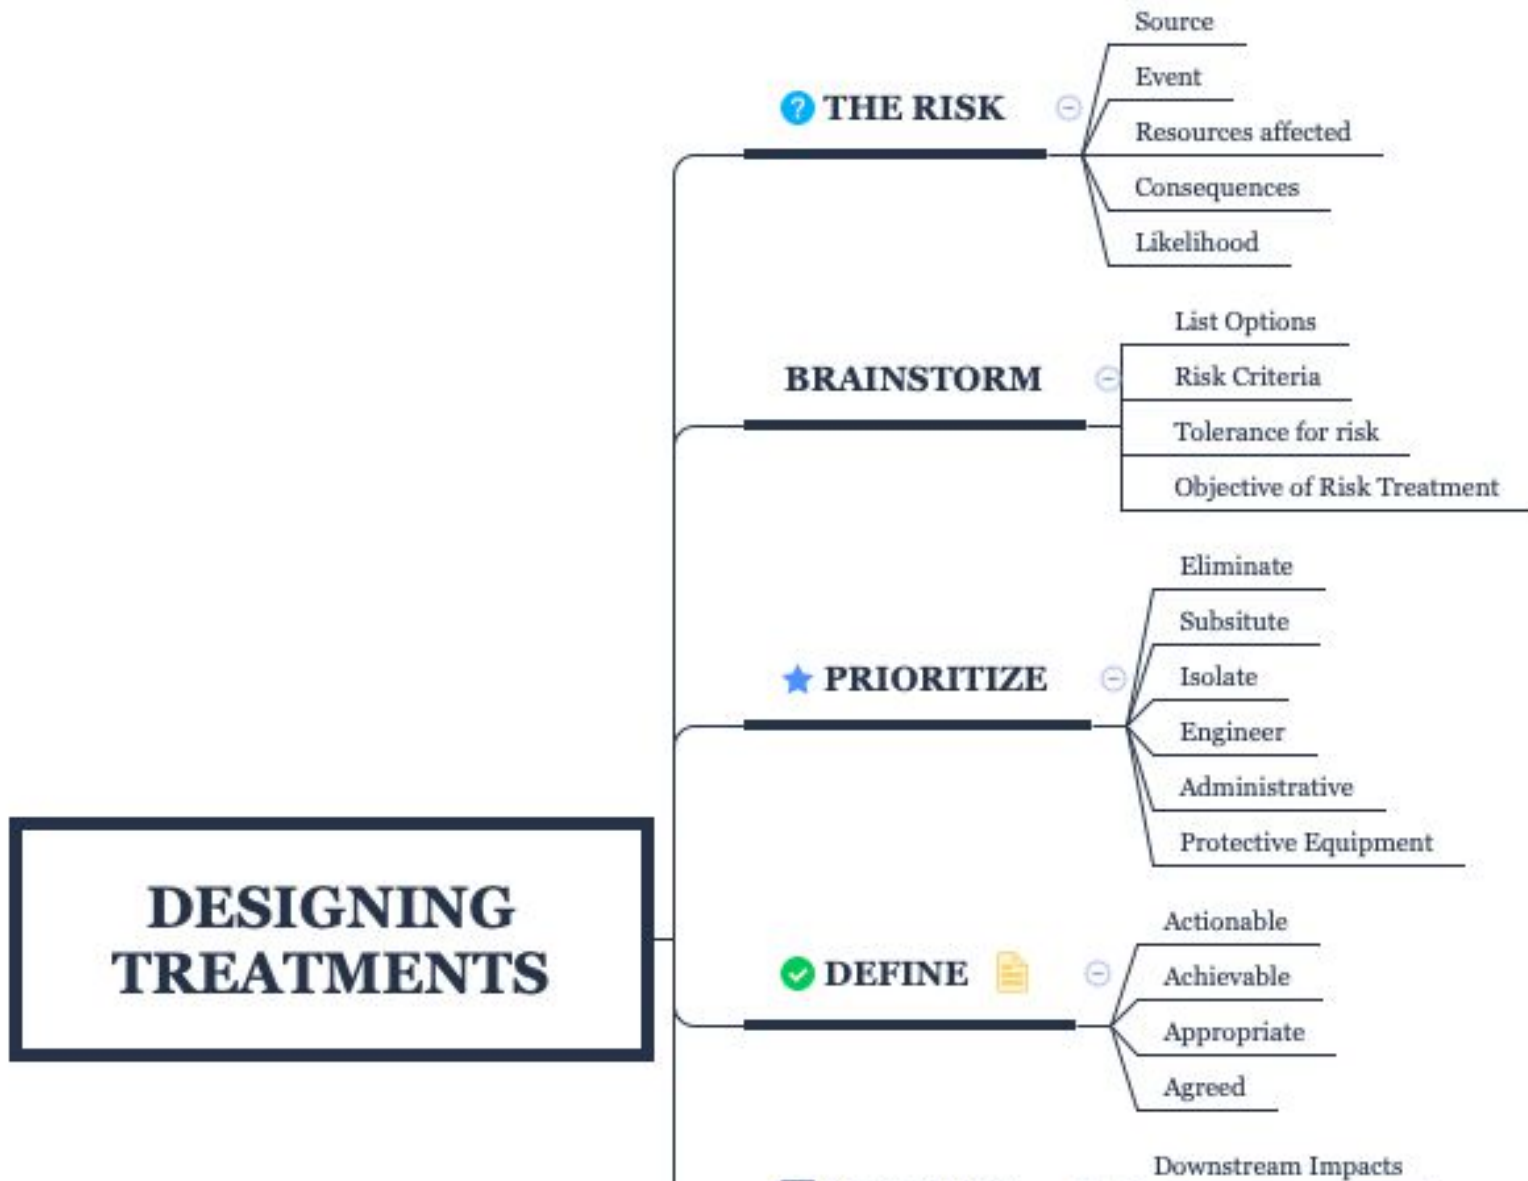 Source
Event
THE RISK
Resources affected
Consequences
Likelihood
List Options
BRAINSTORM
Risk Criteria
Tolerance for risk
Objective of Risk Treatment
Eliminate
Subsitute
PRIORITIZE
Isolate
Engineer
Administrative
Protective Equipment
DESIGNING
TREATMENTS
Actionable
DEFINE
Achievable
Appropriate
Agreed
Downstream Impacts